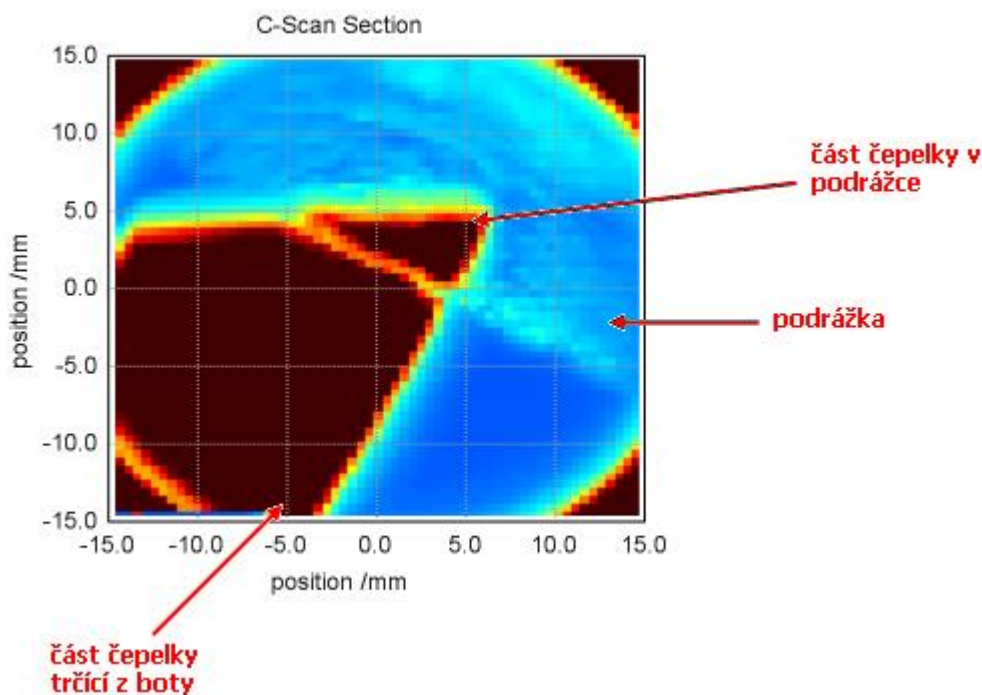 C-Scan Section
15.0
10.0
5.0
0.0
-5.0
-10.0
-15.0
position /mm
-15.0 -10.0 -5.0 0.0 5.0 10.0 15.0
position /mm
část čepelky v
podrážce
podrážka
část čepelky
trčící z boty